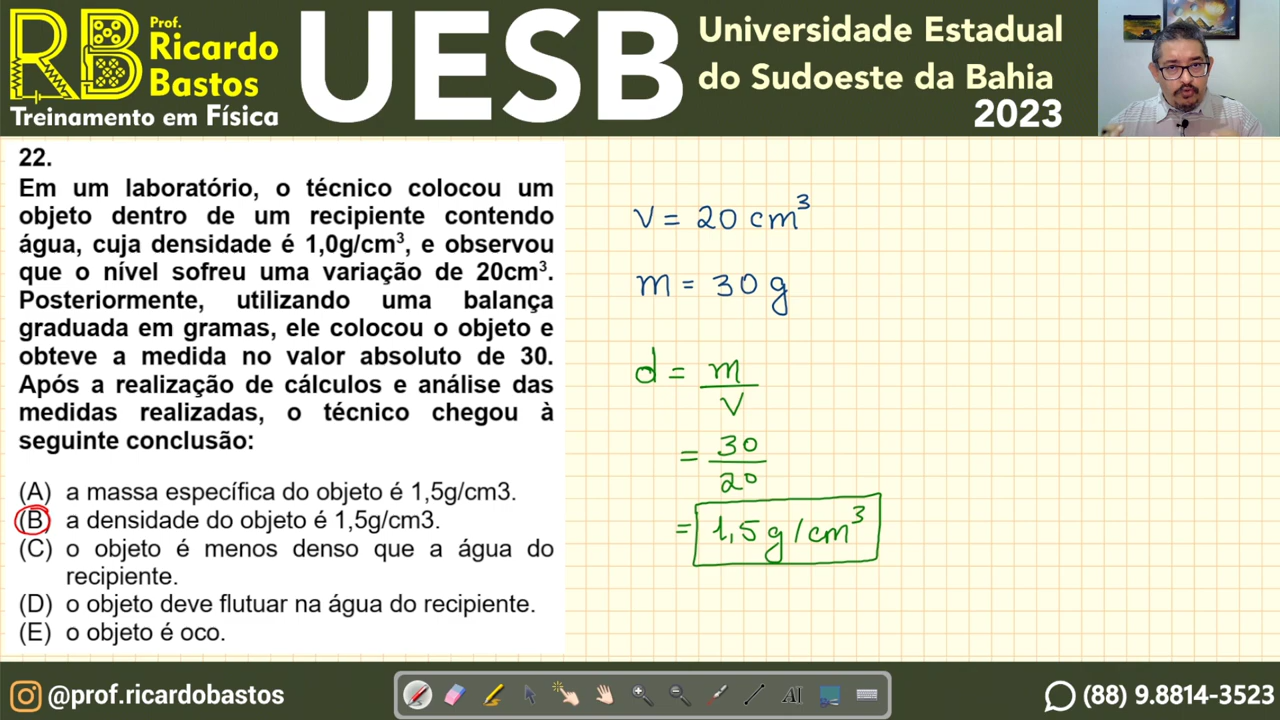 RB Prof. Ricardo Bastos
Treinamento em Física
UESB
Universidade Estadual
do Sudoeste da Bahia
2023
22.
Em um laboratório, o técnico colocou um
objeto dentro de um recipiente contendo
água, cuja densidade é 1,0g/cm³, e observou
que o nível sofreu uma variação de 20cm³.
Posteriormente, utilizando uma balança
graduada em gramas, ele colocou o objeto e
obteve a medida no valor absoluto de 30.
Após a realização de cálculos e análise das
medidas realizadas, o técnico chegou à
seguinte conclusão:
(A) a massa específica do objeto é 1,5g/cm3.
(B) a densidade do objeto é 1,5g/cm3.
(C) o objeto é menos denso que a água do
recipiente.
(D) o objeto deve flutuar na água do recipiente.
(E) o objeto é oco.
V = 20 cm³
m = 30 g
d = m
V
= 30
20
= 1,5 g/cm³
@prof.ricardobastos
AI
(88) 9.8814-3523